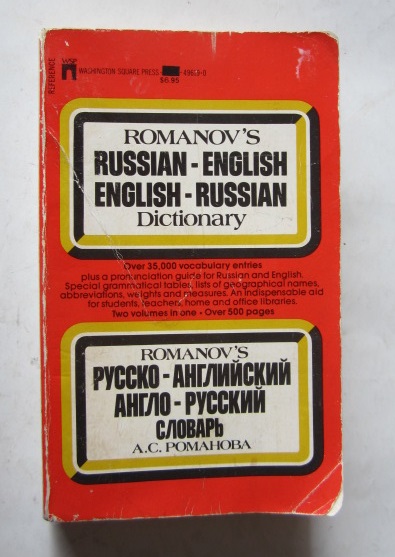 REFERENCE
WSP
WASHINGTON SQUARE PRESS
$6.95
ROMANOV'S
RUSSIAN-ENGLISH
ENGLISH-RUSSIAN
Dictionary
Over 35,000 vocabulary entries
plus a pronunciation guide for Russian and English.
Special grammatical tables, lists of geographical names,
abbreviations, weights and measures. An indispensable aid
for students, teachers, home and office libraries.
Two volumes in one - Over 500 pages
ROMANOV'S
РУССКО-АНГЛИЙСКИЙ
АНГЛО-РУССКИЙ
СЛОВАРЬ
А.С. РОМАНОВА